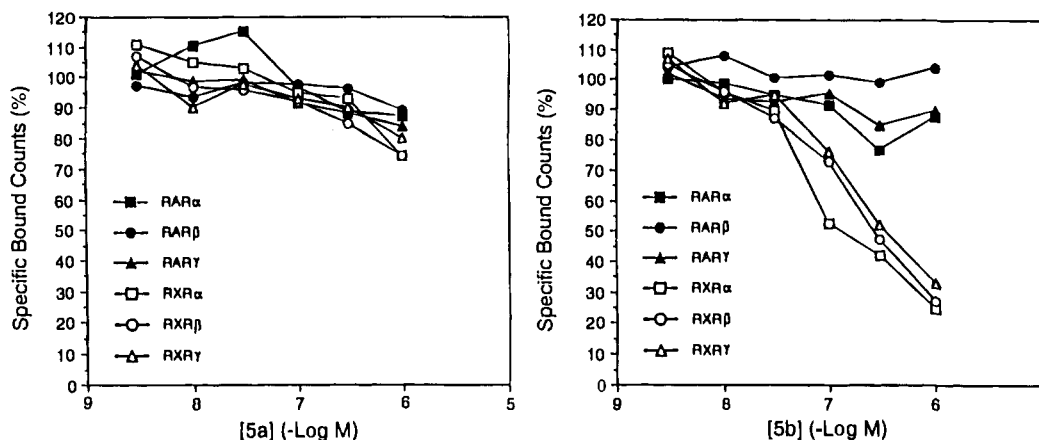 Specific Bound Counts (%)
120
110
100
90
80
70
60
50
40
30
20
10
0
RARα
RARβ
RARγ
RXRα
RXRβ
RXRγ
9
8
7
6
5
[5a] (-Log M)
Specific Bound Counts (%)
120
110
100
90
80
70
60
50
40
30
20
10
0
RARα
RARβ
RARγ
RXRα
RXRβ
RXRγ
9
8
7
6
[5b] (-Log M)